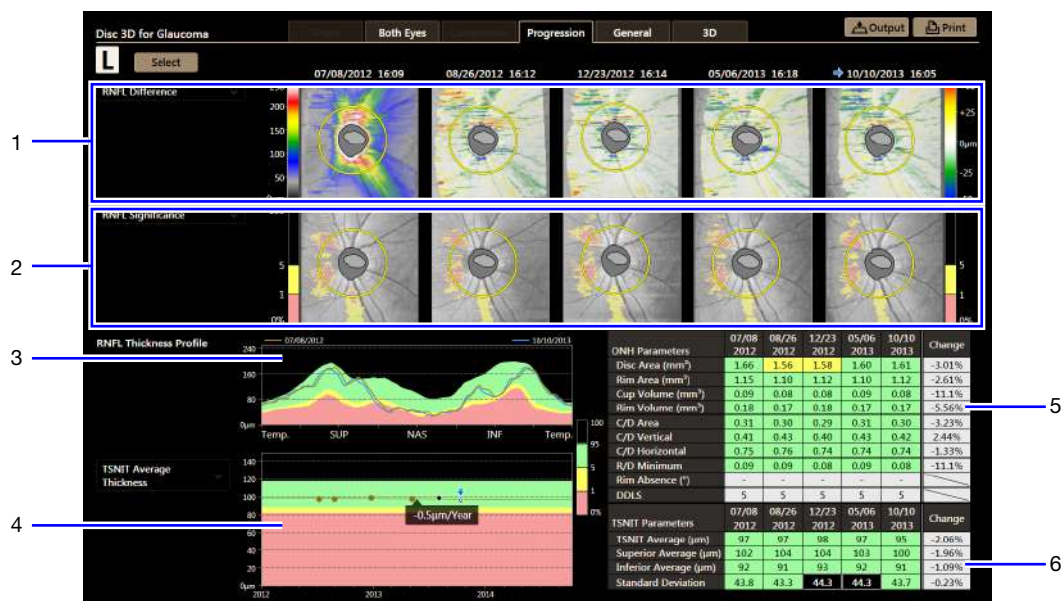 Disc 3D for Glaucoma
Both Eyes
Progression
General
3D
Output
Print
L
Select
07/08/2012 16:09
08/26/2012 16:12
12/23/2012 16:14
05/06/2013 16:18
10/10/2013 16:05
1
RNFL Difference
200
150
100
50
+25
0µm
-25
2
RNFL Significance
5
1
5
1
0%
RNFL Thickness Profile
07/08/2012
10/10/2013
3
240
160
80
0µm
Temp. SUP NAS INF Temp.
100
95
5
1
0%
TSNIT Average
Thickness
4
140
120
100
80
60
40
20
0µm
-0.5µm/Year
2012 2013 2014
ONH Parameters 07/08 2012 08/26 2012 12/23 2012 05/06 2013 10/10 2013 Change
Disc Area (mm²) 1.66 1.56 1.58 1.60 1.61 -3.01%
Rim Area (mm²) 1.15 1.10 1.12 1.10 1.12 -2.61%
Cup Volume (mm³) 0.09 0.08 0.08 0.09 0.08 -11.1%
Rim Volume (mm³) 0.18 0.17 0.18 0.17 0.17 -5.56%
5
C/D Area 0.31 0.30 0.29 0.31 0.30 -3.23%
C/D Vertical 0.41 0.43 0.40 0.43 0.42 2.44%
C/D Horizontal 0.75 0.76 0.74 0.74 0.74 -1.33%
R/D Minimum 0.09 0.09 0.08 0.09 0.08 -11.1%
Rim Absence (°) - - - - -
DDLS 5 5 5 5 5
TSNIT Parameters 07/08 2012 08/26 2012 12/23 2012 05/06 2013 10/10 2013 Change
TSNIT Average (µm) 97 97 98 97 95 -2.06%
Superior Average (µm) 102 104 104 103 100 -1.96%
Inferior Average (µm) 92 91 93 92 91 -1.09%
6
Standard Deviation 43.8 43.3 44.3 44.3 43.7 -0.23%